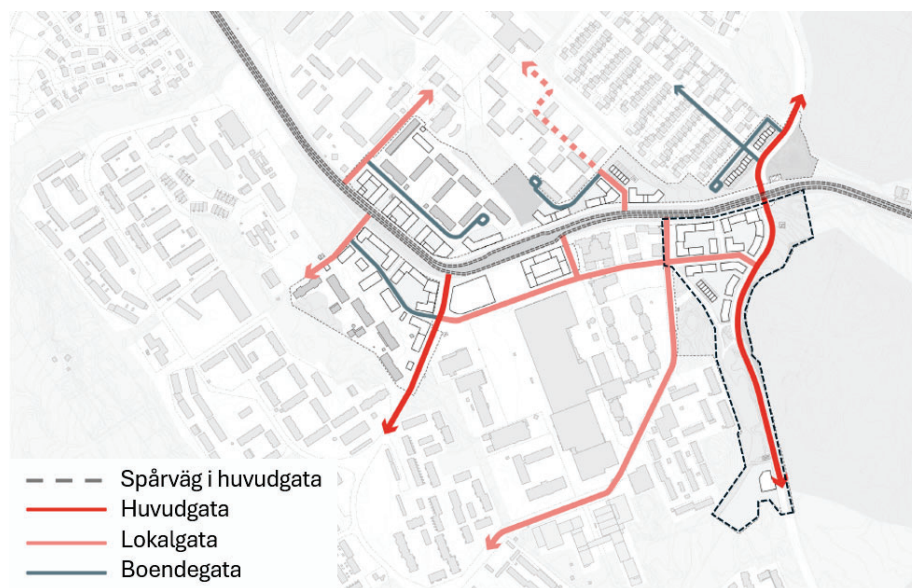 Spårväg i huvudgata
Huvudgata
Lokalgata
Boendegata